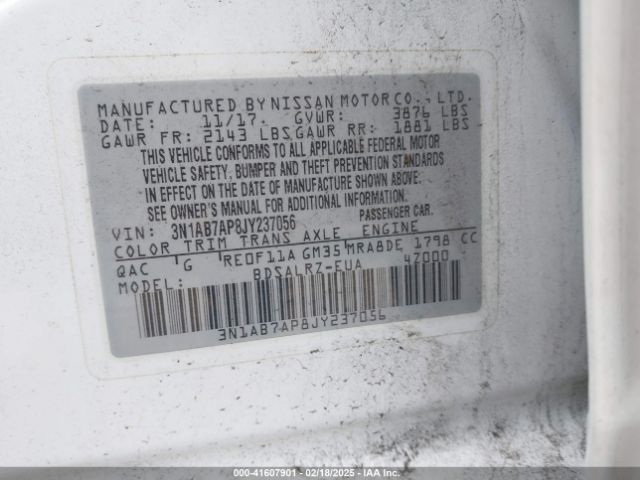 MANUFACTURED BY NISSAN MOTOR CO., LTD.
DATE: 11/17. GVWR: 3876 LBS
GAWR FR: 2143 LBS GAWR RR: 1881 LBS
THIS VEHICLE CONFORMS TO ALL APPLICABLE FEDERAL MOTOR
VEHICLE SAFETY, BUMPER AND THEFT PREVENTION STANDARDS
IN EFFECT ON THE DATE OF MANUFACTURE SHOWN ABOVE.
SEE OWNER'S MANUAL FOR ADDITIONAL INFORMATION.
VIN: 3N1AB7AP8JY237056 PASSENGER CAR.
COLOR TRIM TRANS AXLE ENGINE
QAC G RE0F11A GM35 MRA8DE 1798 CC
MODEL: BDSALRZ-EUA 4Z000
3N1AB7AP8JY237056
000-41607901 - 02/18/2025 - IAA Inc.